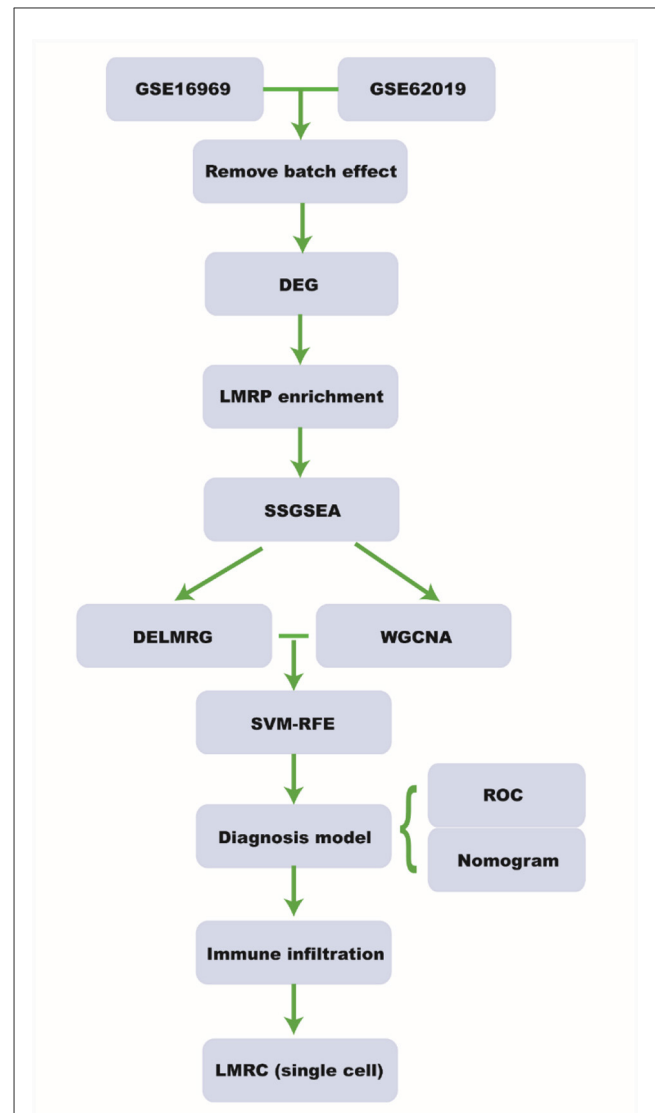 GSE16969
GSE62019
Remove batch effect
DEG
LMRP enrichment
SSGSEA
DELMRG
WGCNA
SVM-RFE
ROC
Diagnosis model
Nomogram
Immune infiltration
LMRC (single cell)